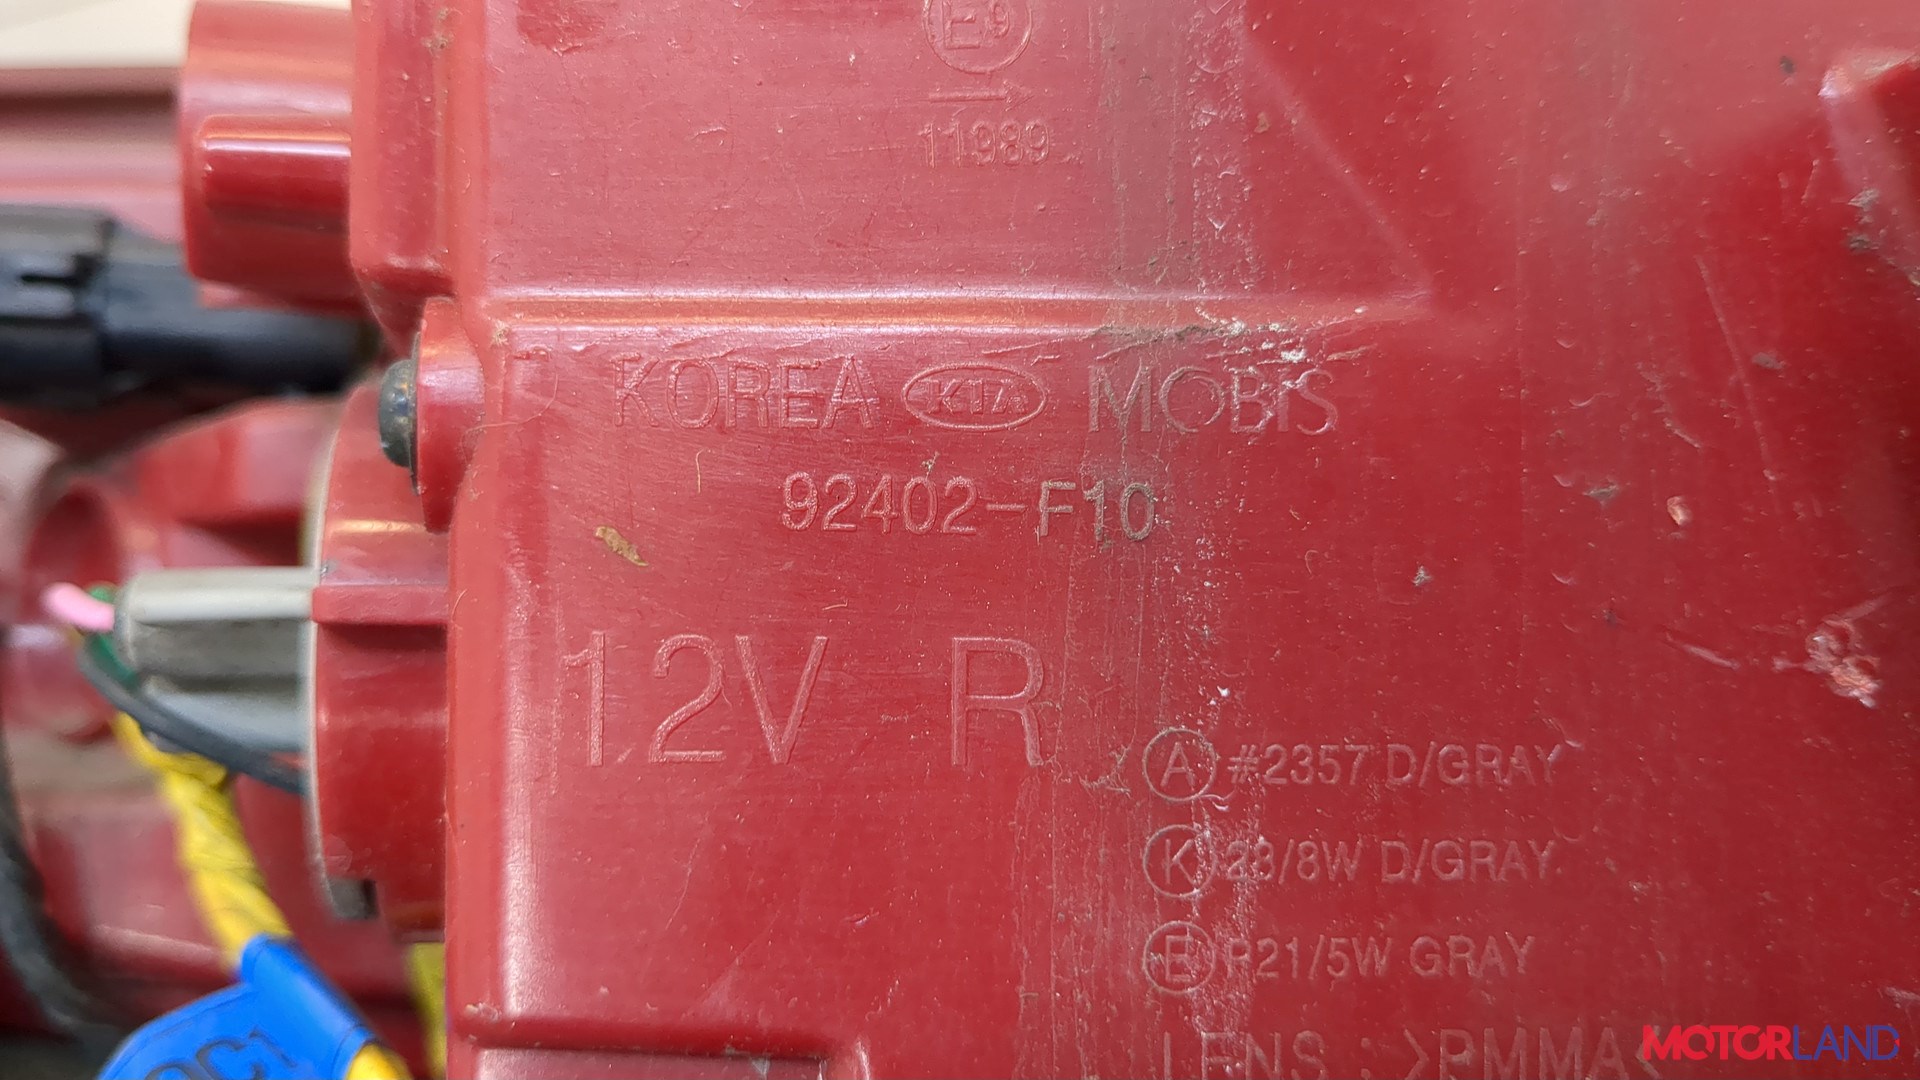 E9
11989
KOREA KIA MOBIS
92402-F10
12V R
A #2357 D/GRAY
K 28/8W D/GRAY
E P21/5W GRAY
LENS : >PMMA<
MOTORLAND